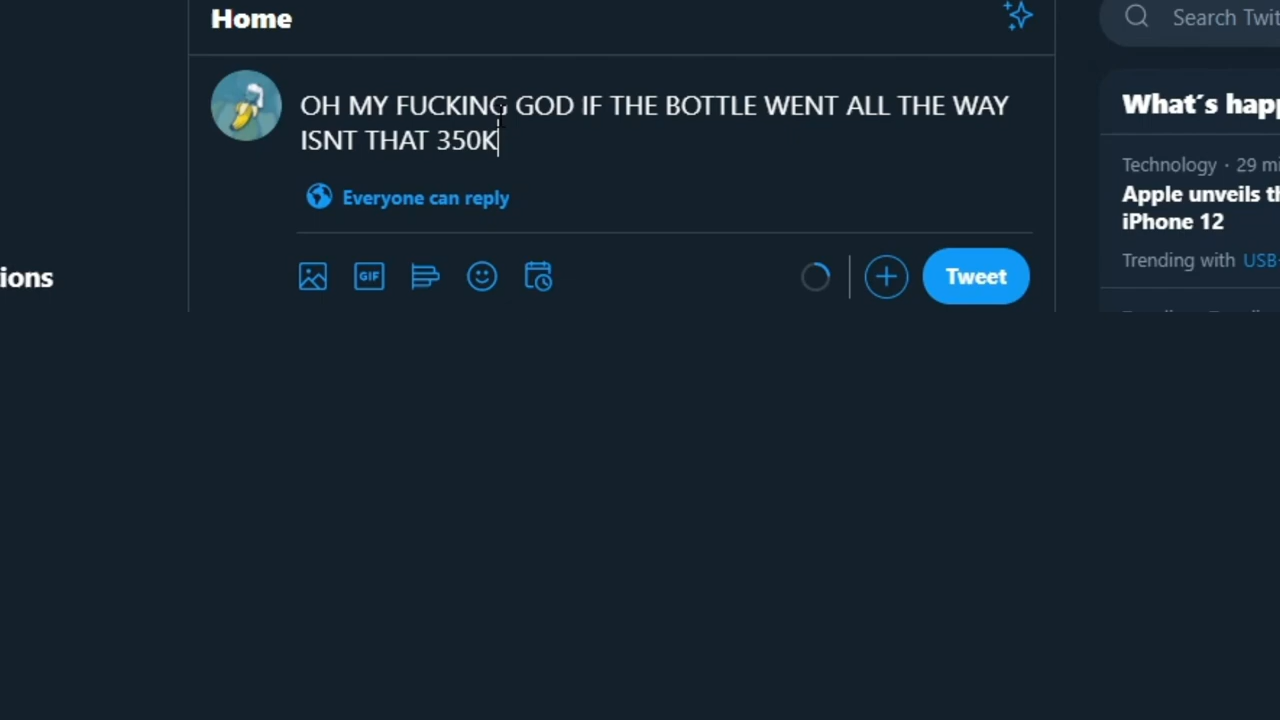 Home
Search Twit
OH MY FUCKING GOD IF THE BOTTLE WENT ALL THE WAY
ISNT THAT 350K
Everyone can reply
GIF
Tweet
ions
What´s happ
Technology · 29 mi
Apple unveils th
iPhone 12
Trending with USB-